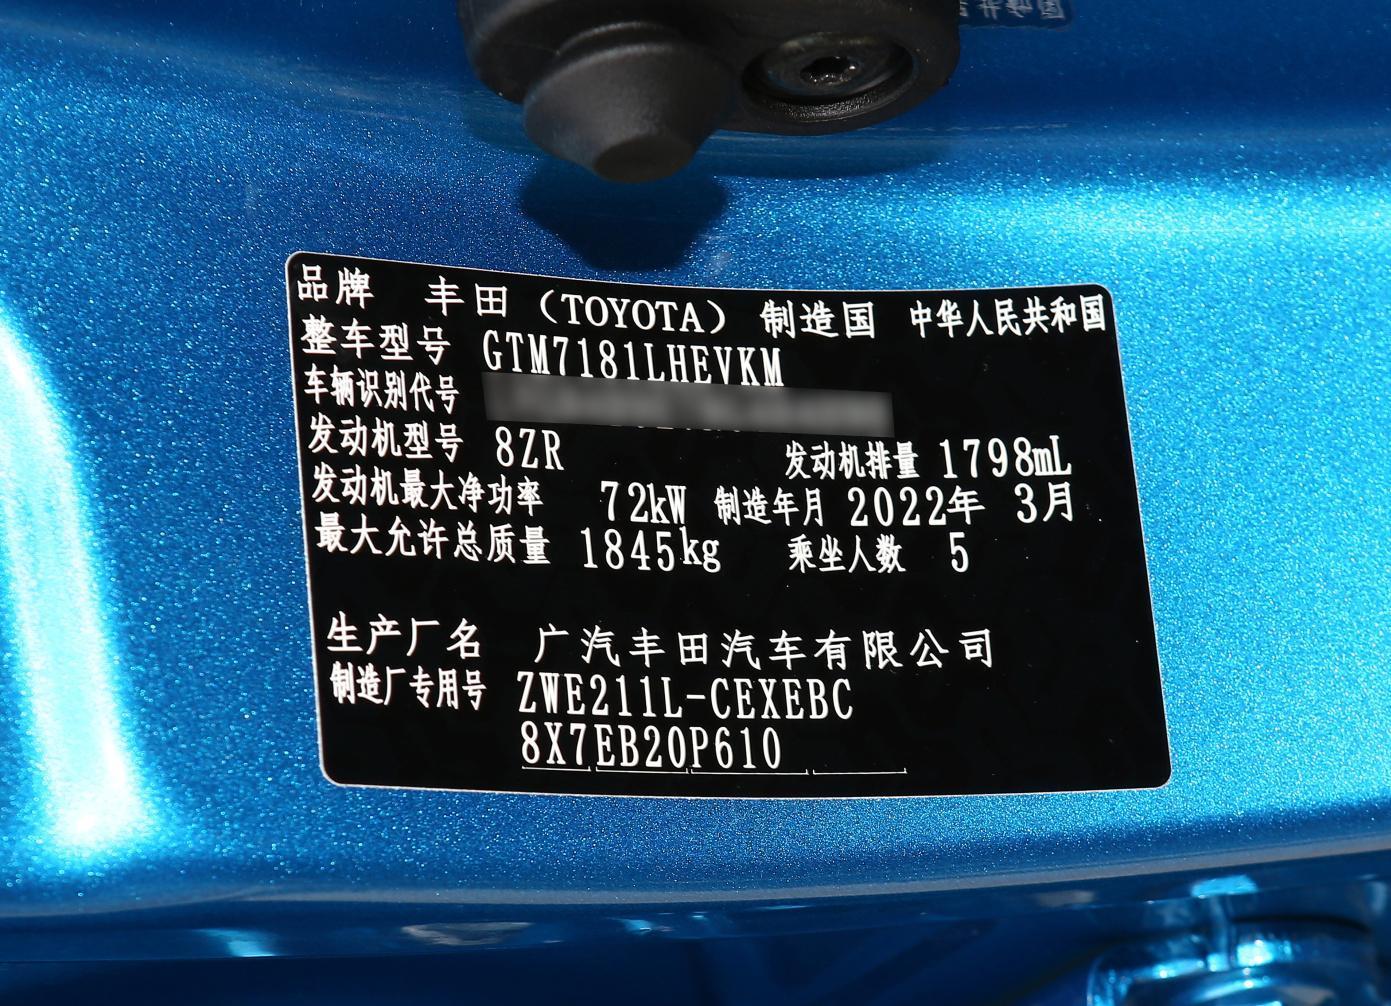 品牌 丰田（TOYOTA） 制造国 中华人民共和国
整车型号 GTM7181LHEVKM
车辆识别代号
发动机型号 8ZR 发动机排量 1798mL
发动机最大净功率 72kW 制造年月 2022年 3月
最大允许总质量 1845kg 乘坐人数 5
生产厂名 广汽丰田汽车有限公司
制造厂专用号 ZWE211L-CEXEBC
8X7EB20P610